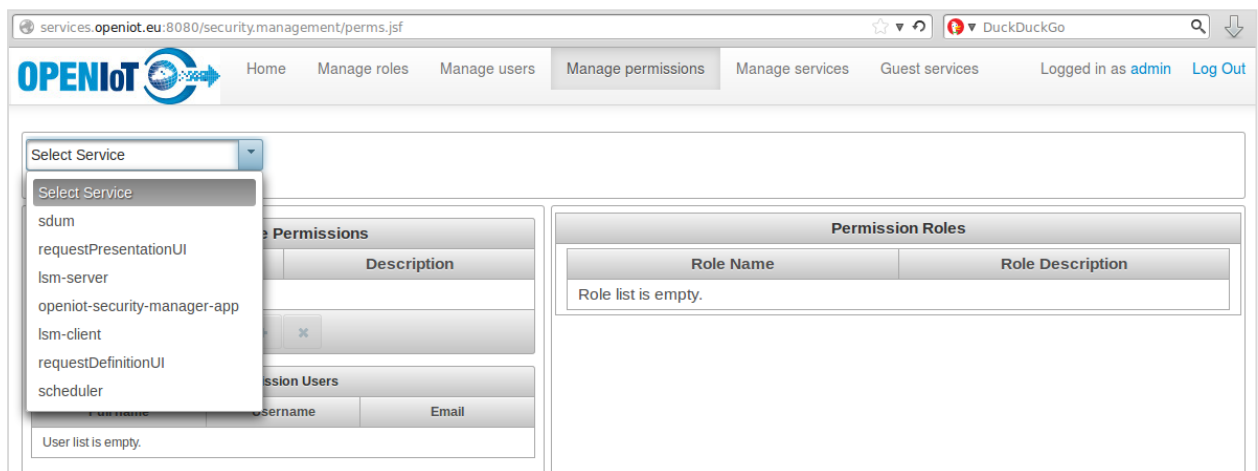 services.openiot.eu:8080/security.management/perms.jsf DuckDuckGo
OPENIoT Home Manage roles Manage users Manage permissions Manage services Guest services Logged in as admin Log Out
Select Service
Select Service
sdum
requestPresentationUI
lsm-server
openiot-security-manager-app
lsm-client
requestDefinitionUI
scheduler
Permissions
Description
ssion Users
Username Email
User list is empty.
Permission Roles
Role Name Role Description
Role list is empty.